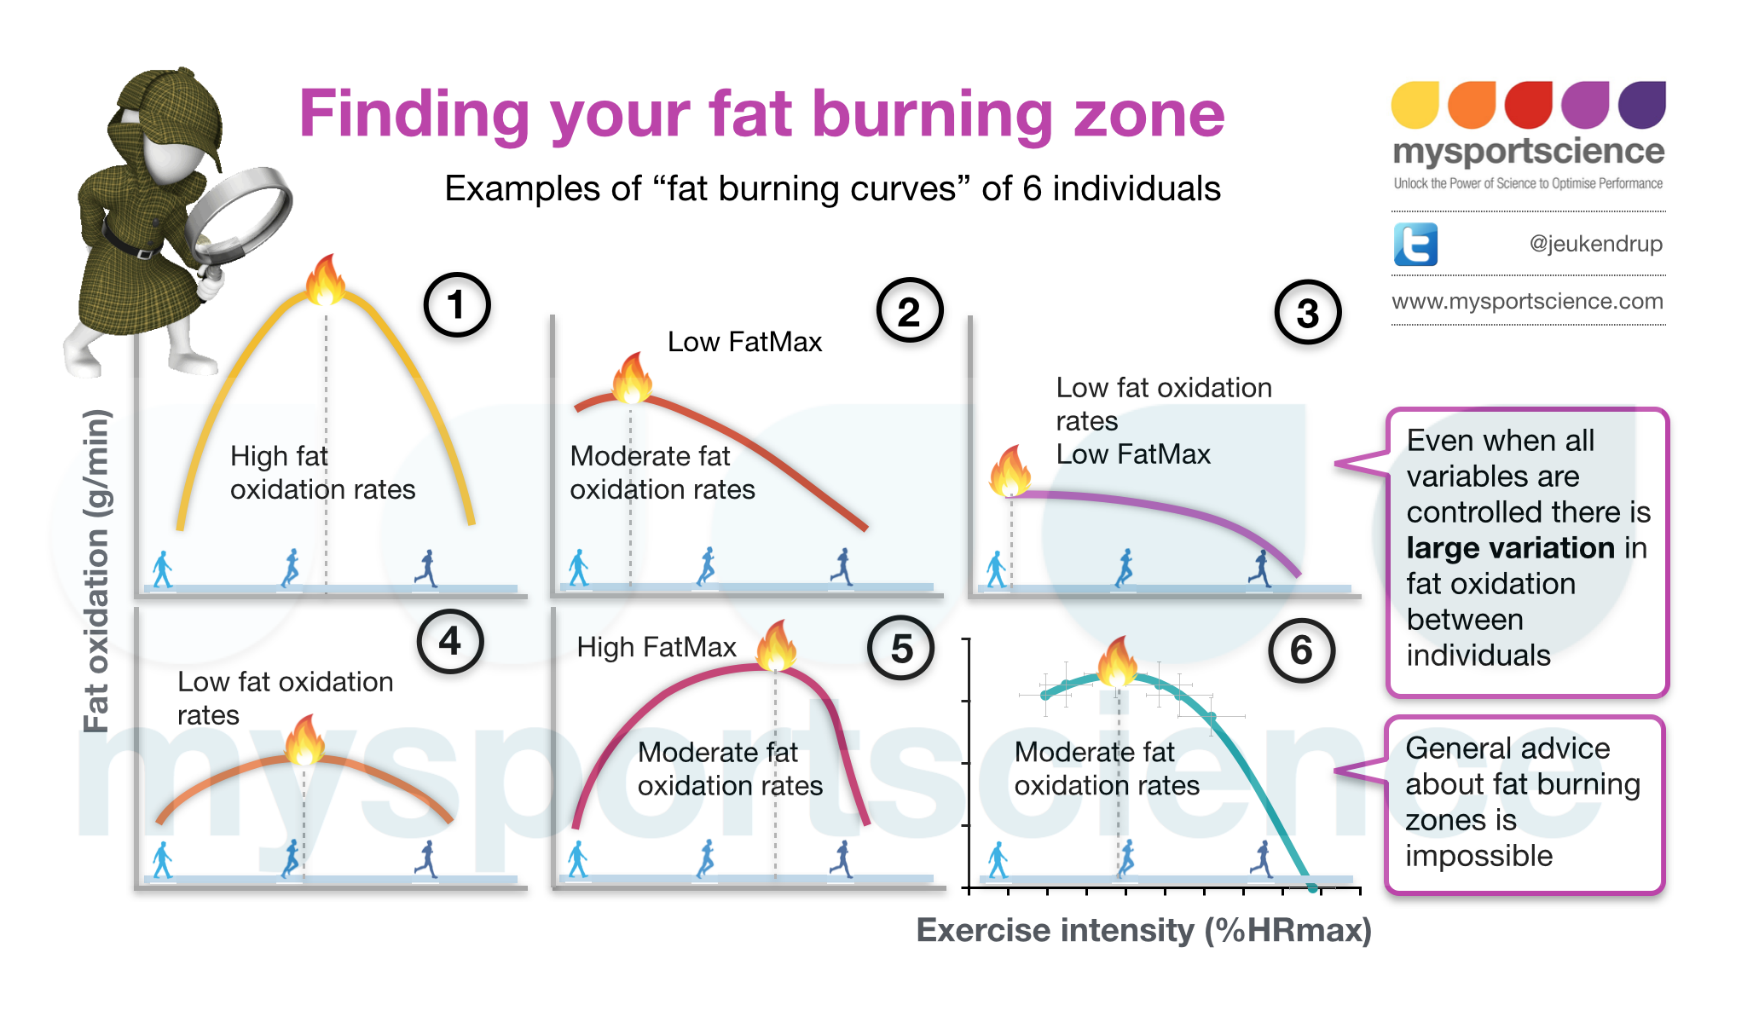 Finding your fat burning zone
Examples of “fat burning curves” of 6 individuals
mysportscience
Unlock the Power of Science to Optimise Performance
@jeukendrup
www.mysportscience.com
Fat oxidation (g/min)
1
High fat
oxidation rates
2
Low FatMax
Moderate fat
oxidation rates
3
Low fat oxidation
rates
Low FatMax
4
Low fat oxidation
rates
5
High FatMax
Moderate fat
oxidation rates
6
Moderate fat
oxidation rates
Exercise intensity (%HRmax)
Even when all
variables are
controlled there is
large variation in
fat oxidation
between
individuals
General advice
about fat burning
zones is
impossible
mysportscience